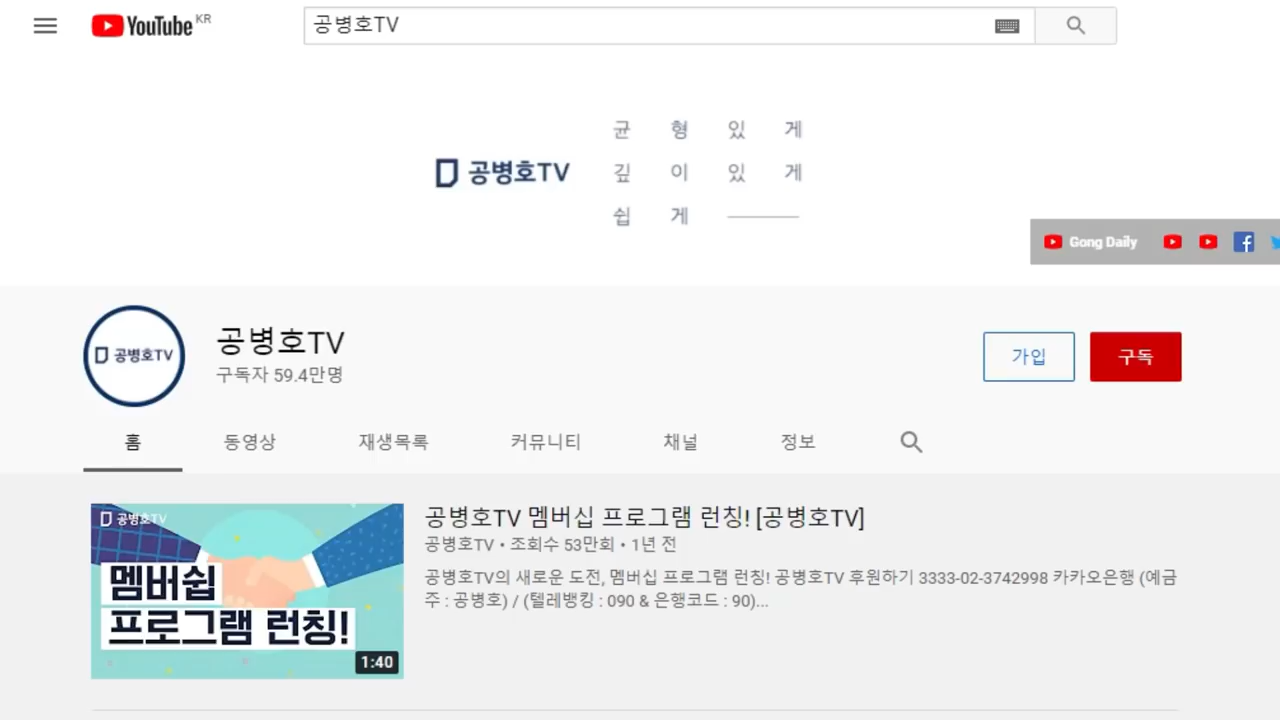 YouTube KR
공병호TV
균 형 있 게
공병호TV
깊 이 있 게
쉽 게
Gong Daily
공병호TV
공병호TV
구독자 59.4만명
가입
구독
홈 동영상 재생목록 커뮤니티 채널 정보
공병호TV
멤버쉽
프로그램 런칭!
1:40
공병호TV 멤버십 프로그램 런칭! [공병호TV]
공병호TV • 조회수 53만회 • 1년 전
공병호TV의 새로운 도전, 멤버십 프로그램 런칭! 공병호TV 후원하기 3333-02-3742998 카카오은행 (예금
주 : 공병호) / (텔레뱅킹 : 090 & 은행코드 : 90)...